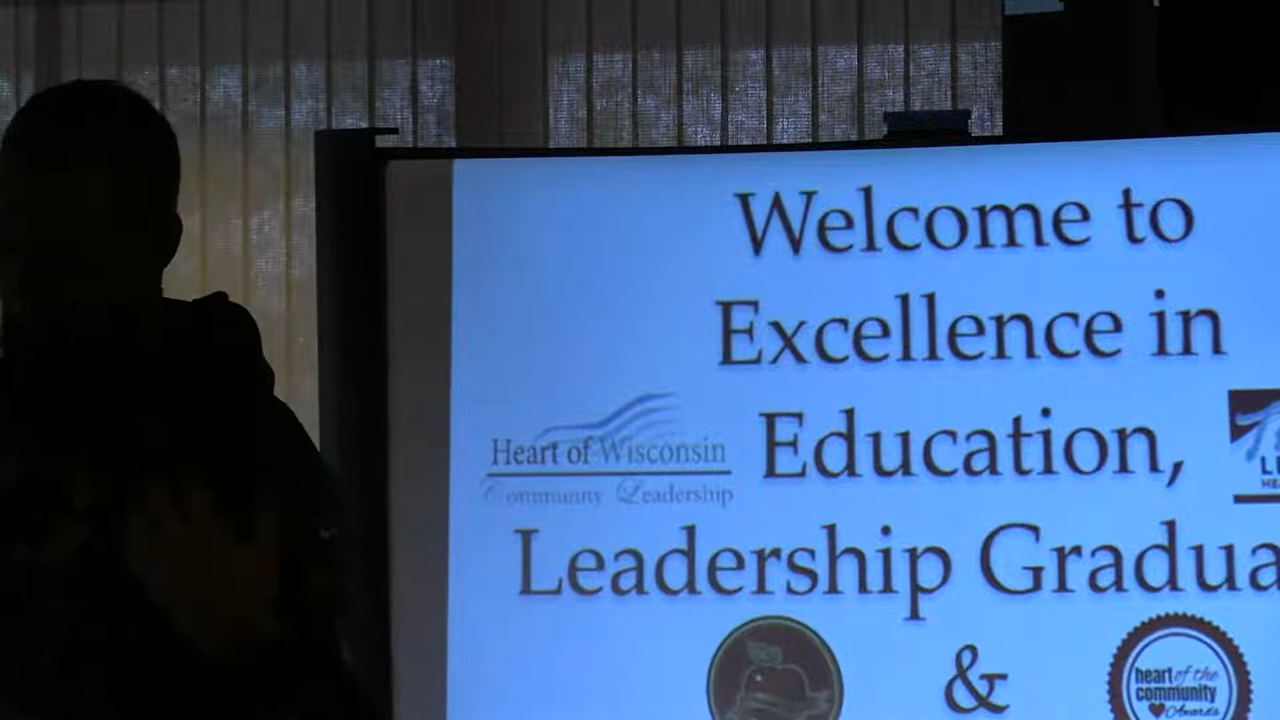 Welcome to
Excellence in
Education,
Heart of Wisconsin
Community Leadership
Leadership Gradua
&
heart of the
community
Awards